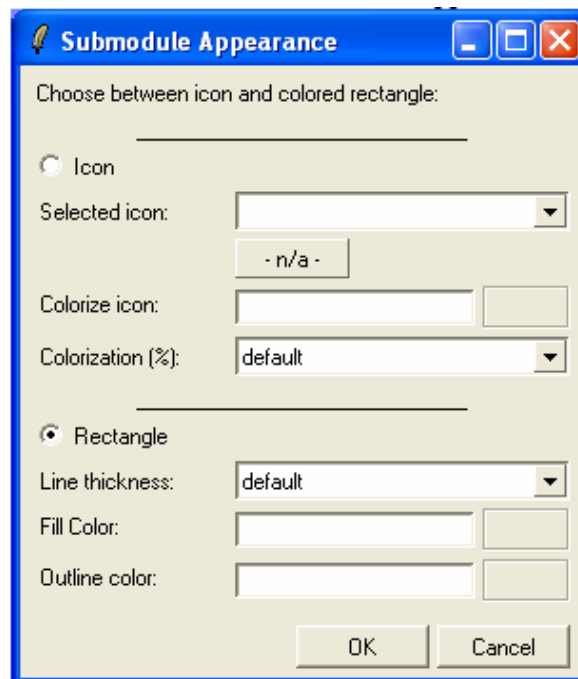 Submodule Appearance
Choose between icon and colored rectangle:
Icon
Selected icon:
- n/a -
Colorize icon:
Colorization (%): default
Rectangle
Line thickness: default
Fill Color:
Outline color:
OK Cancel